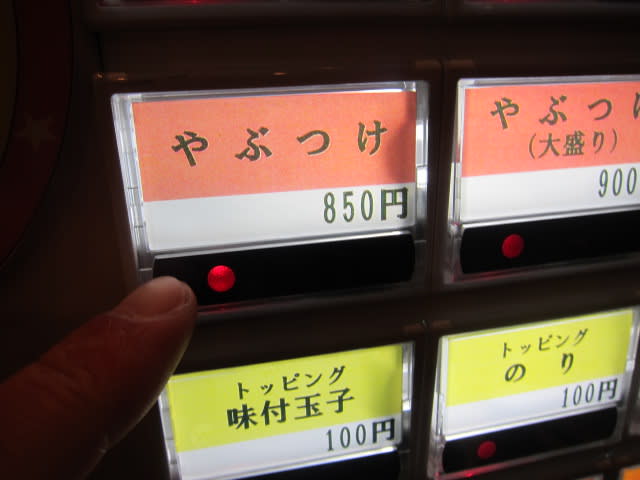 やぶつけ
850円
やぶつけ
(大盛り)
900
トッピング
味付玉子
100円
トッピング
のり
100円